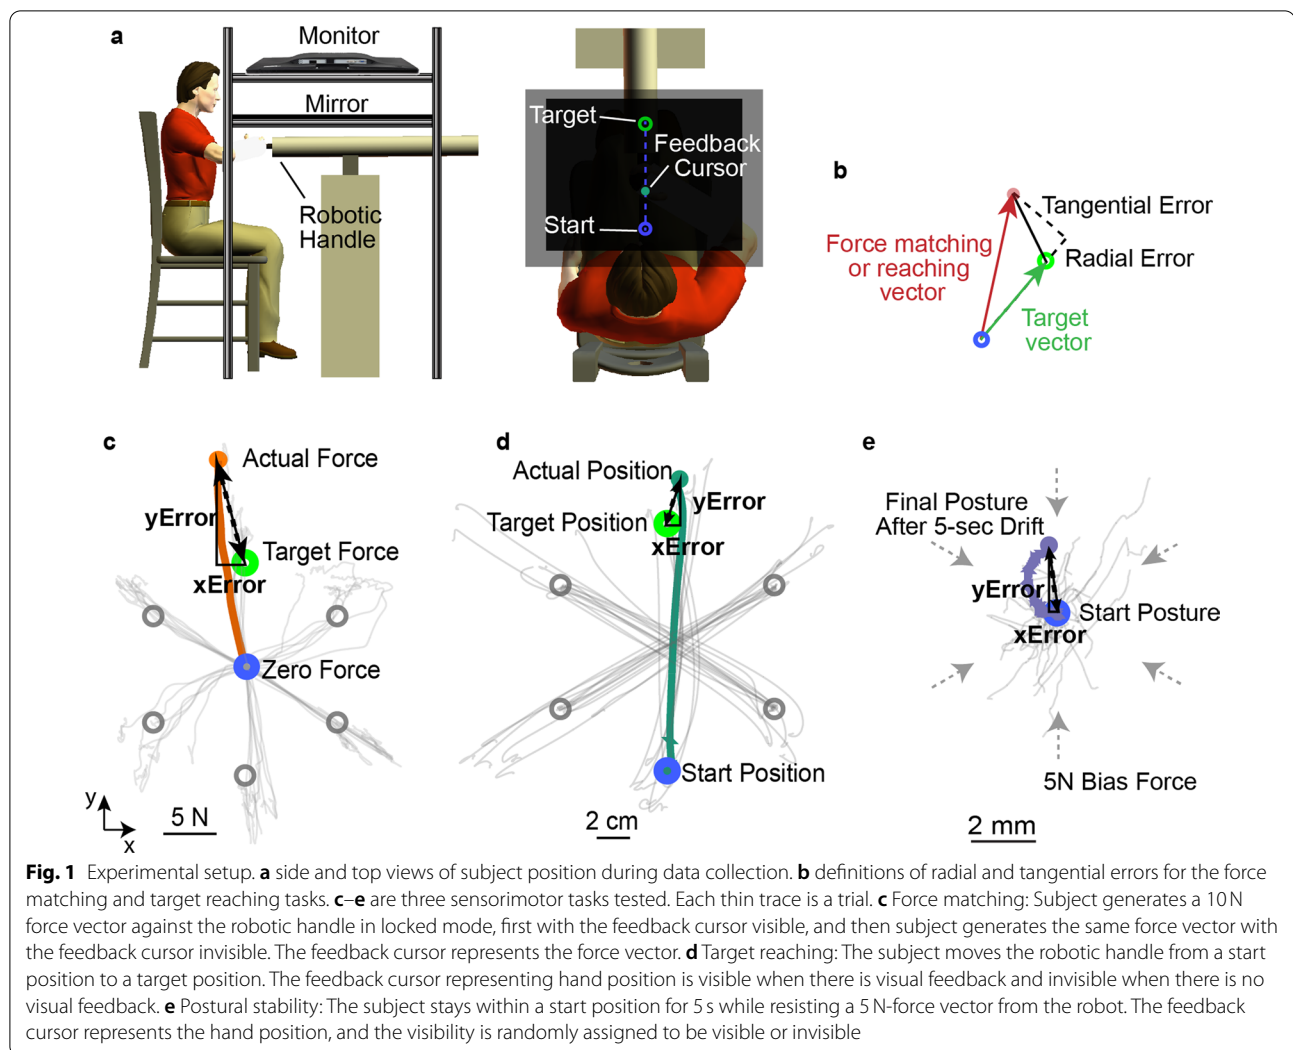 a
Monitor
Mirror
Robotic
Handle
Target
Feedback
Cursor
Start
b
Tangential Error
Radial Error
Force matching
or reaching
vector
Target
vector
c
Actual Force
yError
Target Force
xError
Zero Force
y
x
5 N
d
Actual Position
yError
Target Position
xError
Start Position
2 cm
e
Final Posture
After 5-sec Drift
yError
Start Posture
xError
5N Bias Force
2 mm
Fig. 1 Experimental setup. a side and top views of subject position during data collection. b definitions of radial and tangential errors for the force
matching and target reaching tasks. c–e are three sensorimotor tasks tested. Each thin trace is a trial. c Force matching: Subject generates a 10 N
force vector against the robotic handle in locked mode, first with the feedback cursor visible, and then subject generates the same force vector with
the feedback cursor invisible. The feedback cursor represents the force vector. d Target reaching: The subject moves the robotic handle from a start
position to a target position. The feedback cursor representing hand position is visible when there is visual feedback and invisible when there is no
visual feedback. e Postural stability: The subject stays within a start position for 5 s while resisting a 5 N-force vector from the robot. The feedback
cursor represents the hand position, and the visibility is randomly assigned to be visible or invisible